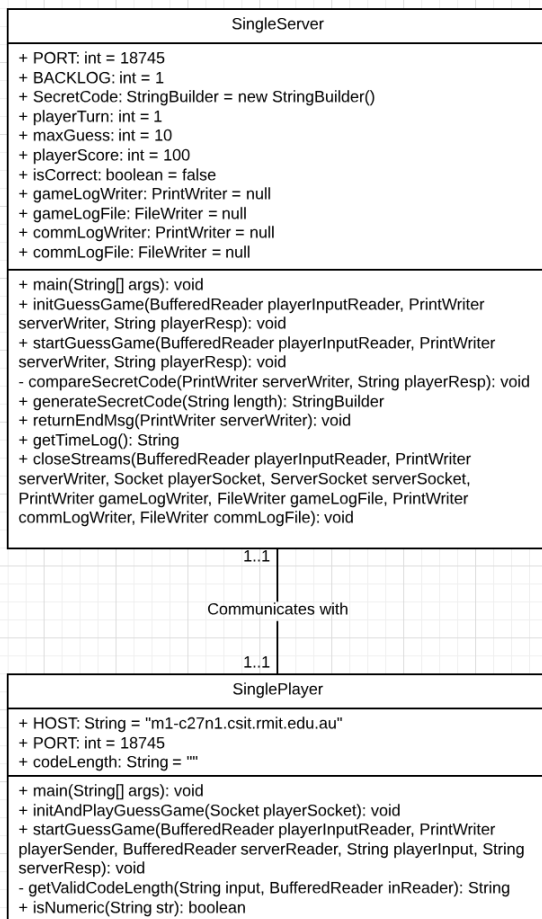 SingleServer
+ PORT: int = 18745
+ BACKLOG: int = 1
+ SecretCode: StringBuilder = new StringBuilder()
+ playerTurn: int = 1
+ maxGuess: int = 10
+ playerScore: int = 100
+ isCorrect: boolean = false
+ gameLogWriter: PrintWriter = null
+ gameLogFile: FileWriter = null
+ commLogWriter: PrintWriter = null
+ commLogFile: FileWriter = null
+ main(String[] args): void
+ initGuessGame(BufferedReader playerInputReader, PrintWriter
serverWriter, String playerResp): void
+ startGuessGame(BufferedReader playerInputReader, PrintWriter
serverWriter, String playerResp): void
- compareSecretCode(PrintWriter serverWriter, String playerResp): void
+ generateSecretCode(String length): StringBuilder
+ returnEndMsg(PrintWriter serverWriter): void
+ getTimeLog(): String
+ closeStreams(BufferedReader playerInputReader, PrintWriter
serverWriter, Socket playerSocket, ServerSocket serverSocket,
PrintWriter gameLogWriter, FileWriter gameLogFile, PrintWriter
commLogWriter, FileWriter commLogFile): void
1..1
Communicates with
1..1
SinglePlayer
+ HOST: String = "m1-c27n1.csit.rmit.edu.au"
+ PORT: int = 18745
+ codeLength: String = ""
+ main(String[] args): void
+ initAndPlayGuessGame(Socket playerSocket): void
+ startGuessGame(BufferedReader playerInputReader, PrintWriter
playerSender, BufferedReader serverReader, String playerInput, String
serverResp): void
- getValidCodeLength(String input, BufferedReader inReader): String
+ isNumeric(String str): boolean